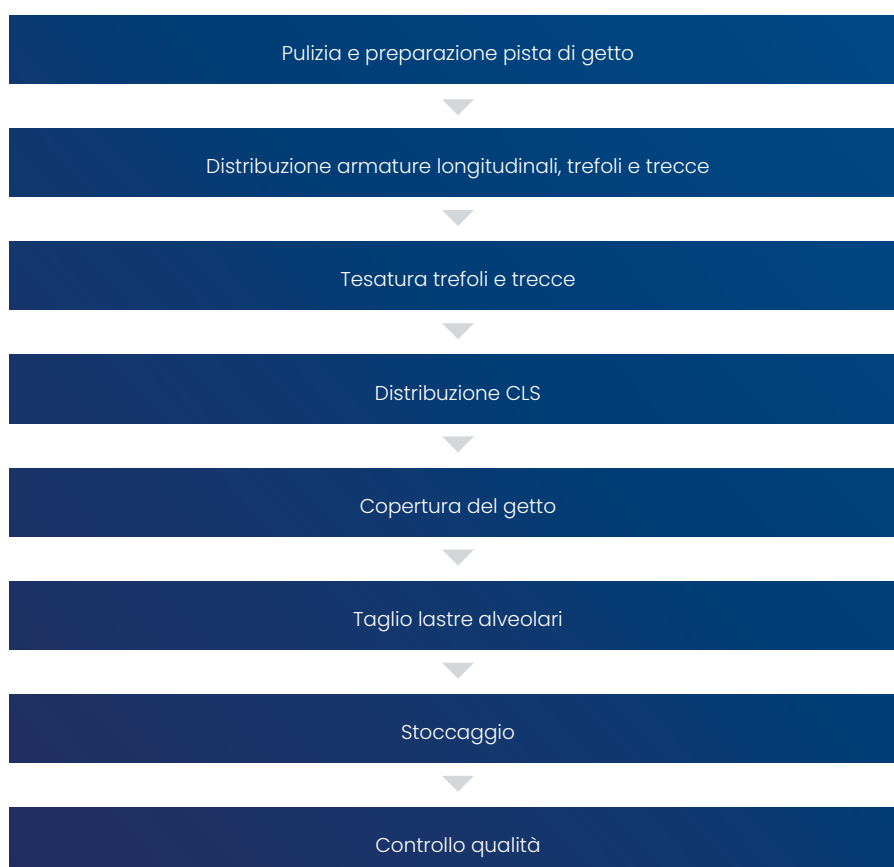 Pulizia e preparazione pista di getto
Distribuzione armature longitudinali, trefoli e trecce
Tesatura trefoli e trecce
Distribuzione CLS
Copertura del getto
Taglio lastre alveolari
Stoccaggio
Controllo qualità